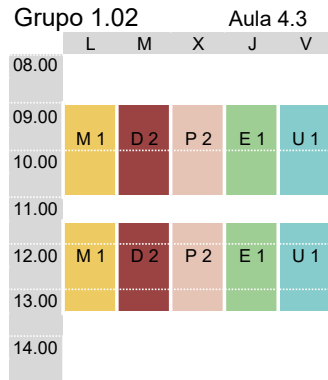 Grupo 1.02 Aula 4.3
L M X J V
08.00
09.00
M 1 D 2 P 2 E 1 U 1
10.00
11.00
12.00 M 1 D 2 P 2 E 1 U 1
13.00
14.00